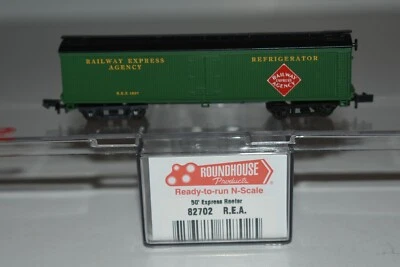 RAILWAY EXPRESS
AGENCY
REFRIGERATOR
RAILWAY
EXPRESS
AGENCY
ROUNDHOUSE
Products
Ready-to-run N-Scale
50' Express Reefer
82702 R.E.A.